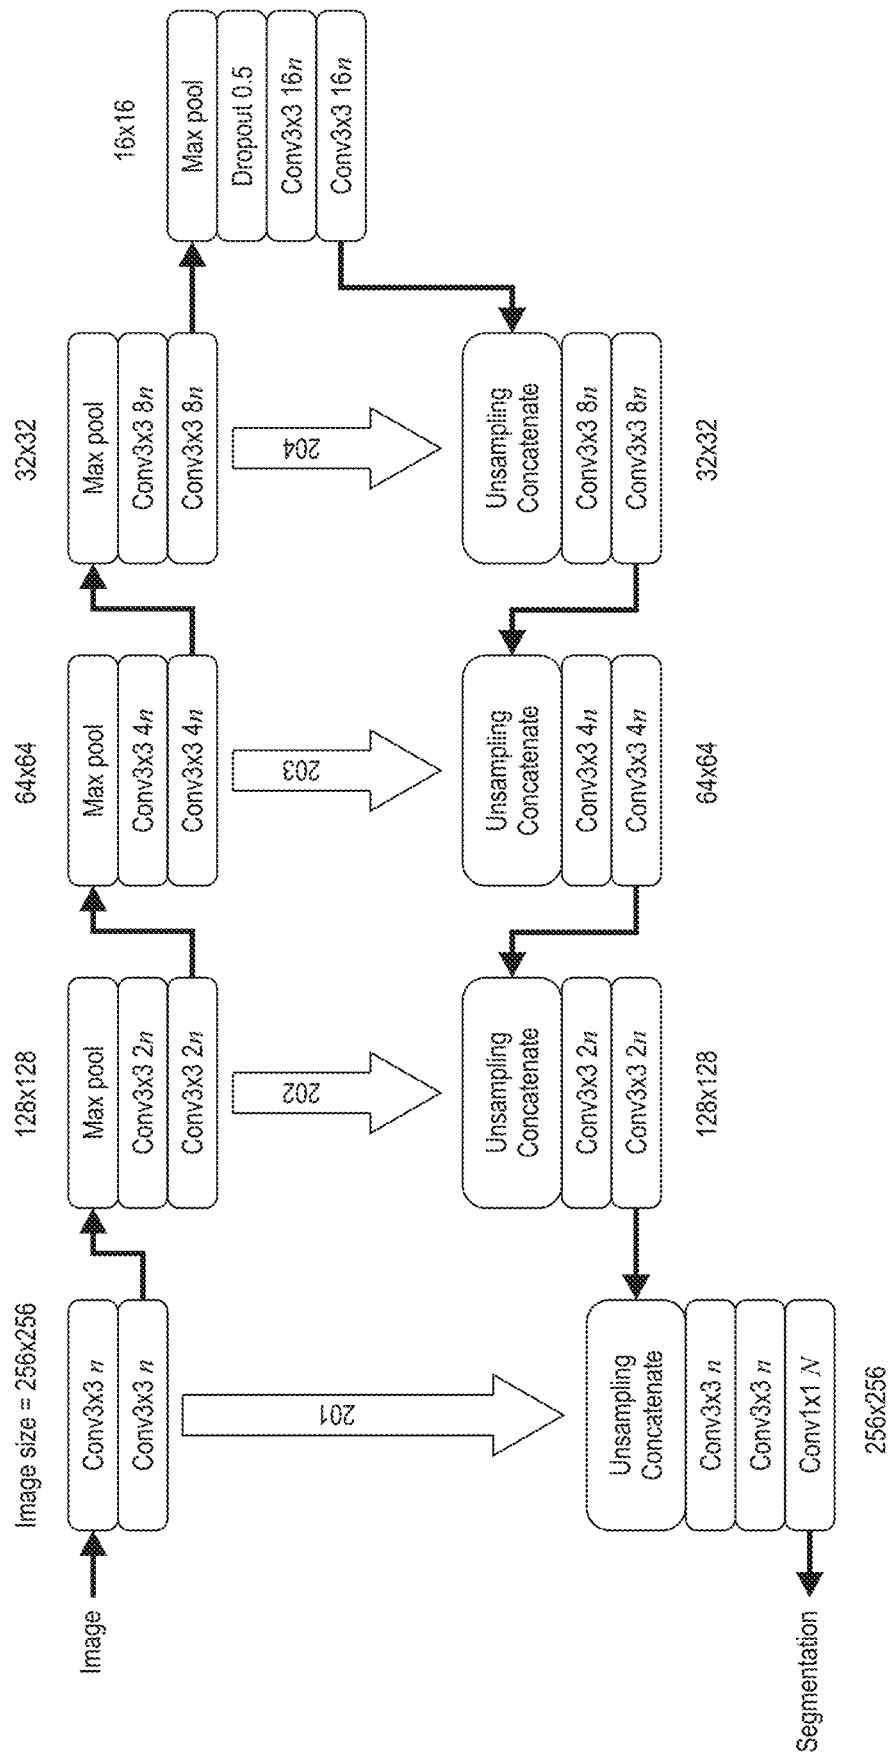 Image
Image size = 256x256
Conv3x3 n
Conv3x3 n
128x128
Max pool
Conv3x3 2n
Conv3x3 2n
64x64
Max pool
Conv3x3 4n
Conv3x3 4n
32x32
Max pool
Conv3x3 8n
Conv3x3 8n
16x16
Max pool
Dropout 0.5
Conv3x3 16n
Conv3x3 16n
201
202
203
204
Unsampling
Concatenate
Conv3x3 n
Conv3x3 n
Conv1x1 N
256x256
Unsampling
Concatenate
Conv3x3 2n
Conv3x3 2n
128x128
Unsampling
Concatenate
Conv3x3 4n
Conv3x3 4n
64x64
Unsampling
Concatenate
Conv3x3 8n
Conv3x3 8n
32x32
Segmentation